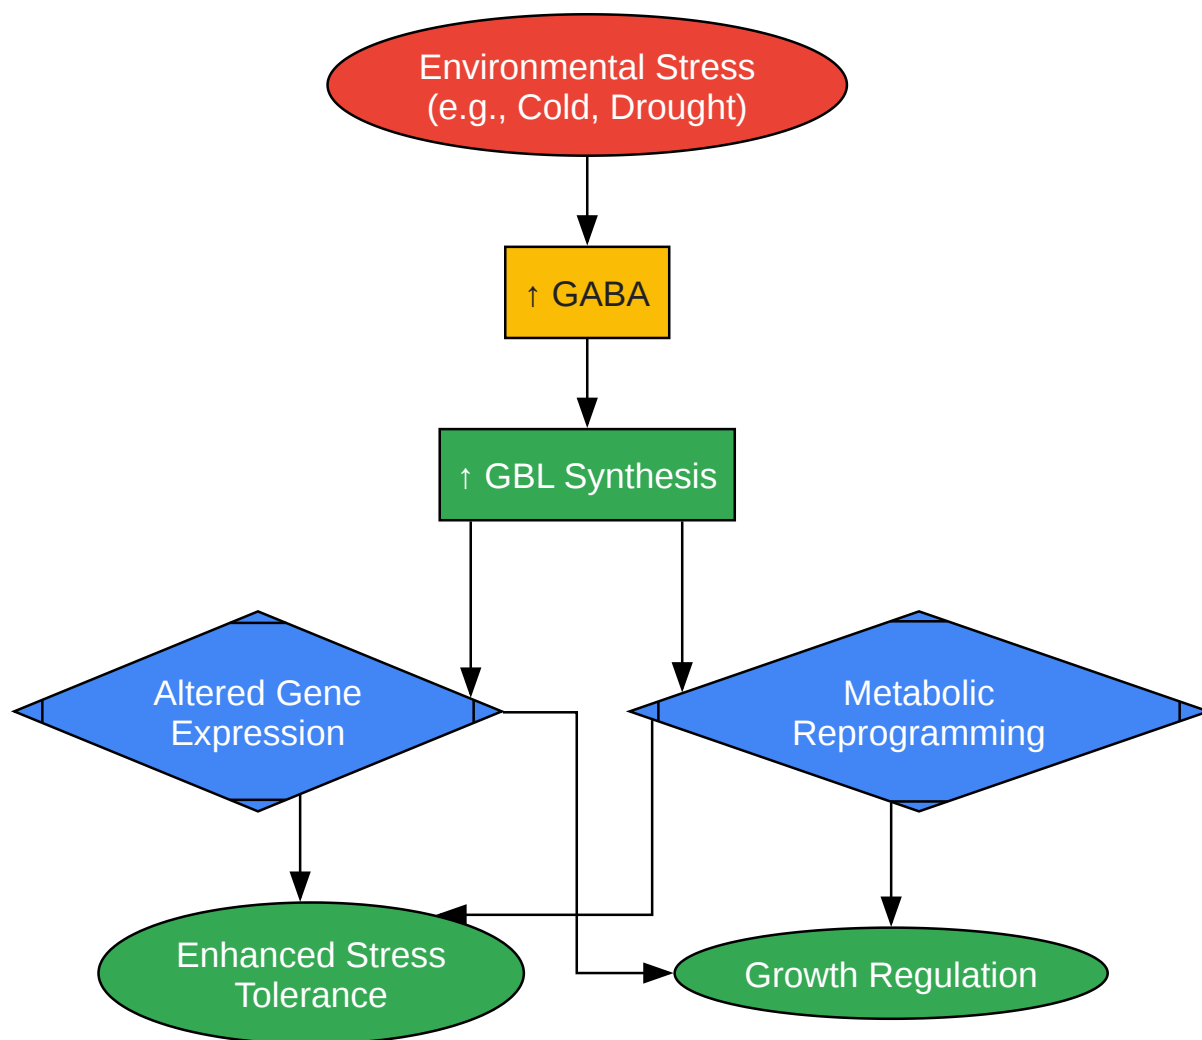 Environmental Stress
(e.g., Cold, Drought)
↑ GABA
↑ GBL Synthesis
Altered Gene
Expression
Metabolic
Reprogramming
Enhanced Stress
Tolerance
Growth Regulation